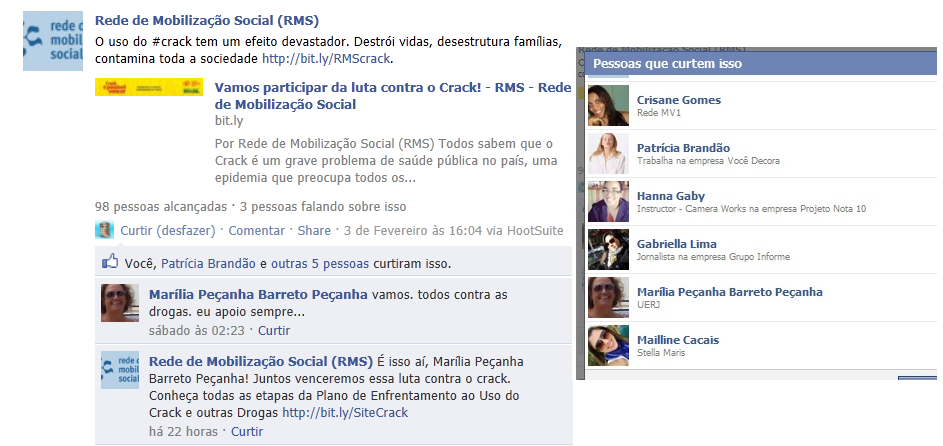 rede d
mobil
social
Rede de Mobilização Social (RMS)
O uso do #crack tem um efeito devastador. Destrói vidas, desestrutura famílias,
contamina toda a sociedade http://bit.ly/RMScrack.
Vamos participar da luta contra o Crack! - RMS - Rede
de Mobilização Social
bit.ly
Por Rede de Mobilização Social (RMS) Todos sabem que o
Crack é um grave problema de saúde pública no país, uma
epidemia que preocupa todos os...
98 pessoas alcançadas · 3 pessoas falando sobre isso
Curtir (desfazer) · Comentar · Share · 3 de Fevereiro às 16:04 via HootSuite
Você, Patrícia Brandão e outras 5 pessoas curtiram isso.
Marília Peçanha Barreto Peçanha vamos. todos contra as
drogas. eu apoio sempre...
sábado às 02:23 · Curtir
rede d
mobil
social
Rede de Mobilização Social (RMS) É isso aí, Marília Peçanha
Barreto Peçanha! Juntos venceremos essa luta contra o crack.
Conheça todas as etapas da Plano de Enfrentamento ao Uso do
Crack e outras Drogas http://bit.ly/SiteCrack
há 22 horas · Curtir
Pessoas que curtem isso
Crisane Gomes
Rede MV1
Patrícia Brandão
Trabalha na empresa Você Decora
Hanna Gaby
Instructor - Camera Works na empresa Projeto Nota 10
Gabriella Lima
Jornalista na empresa Grupo Informe
Marília Peçanha Barreto Peçanha
UERJ
Mailline Cacais
Stella Maris